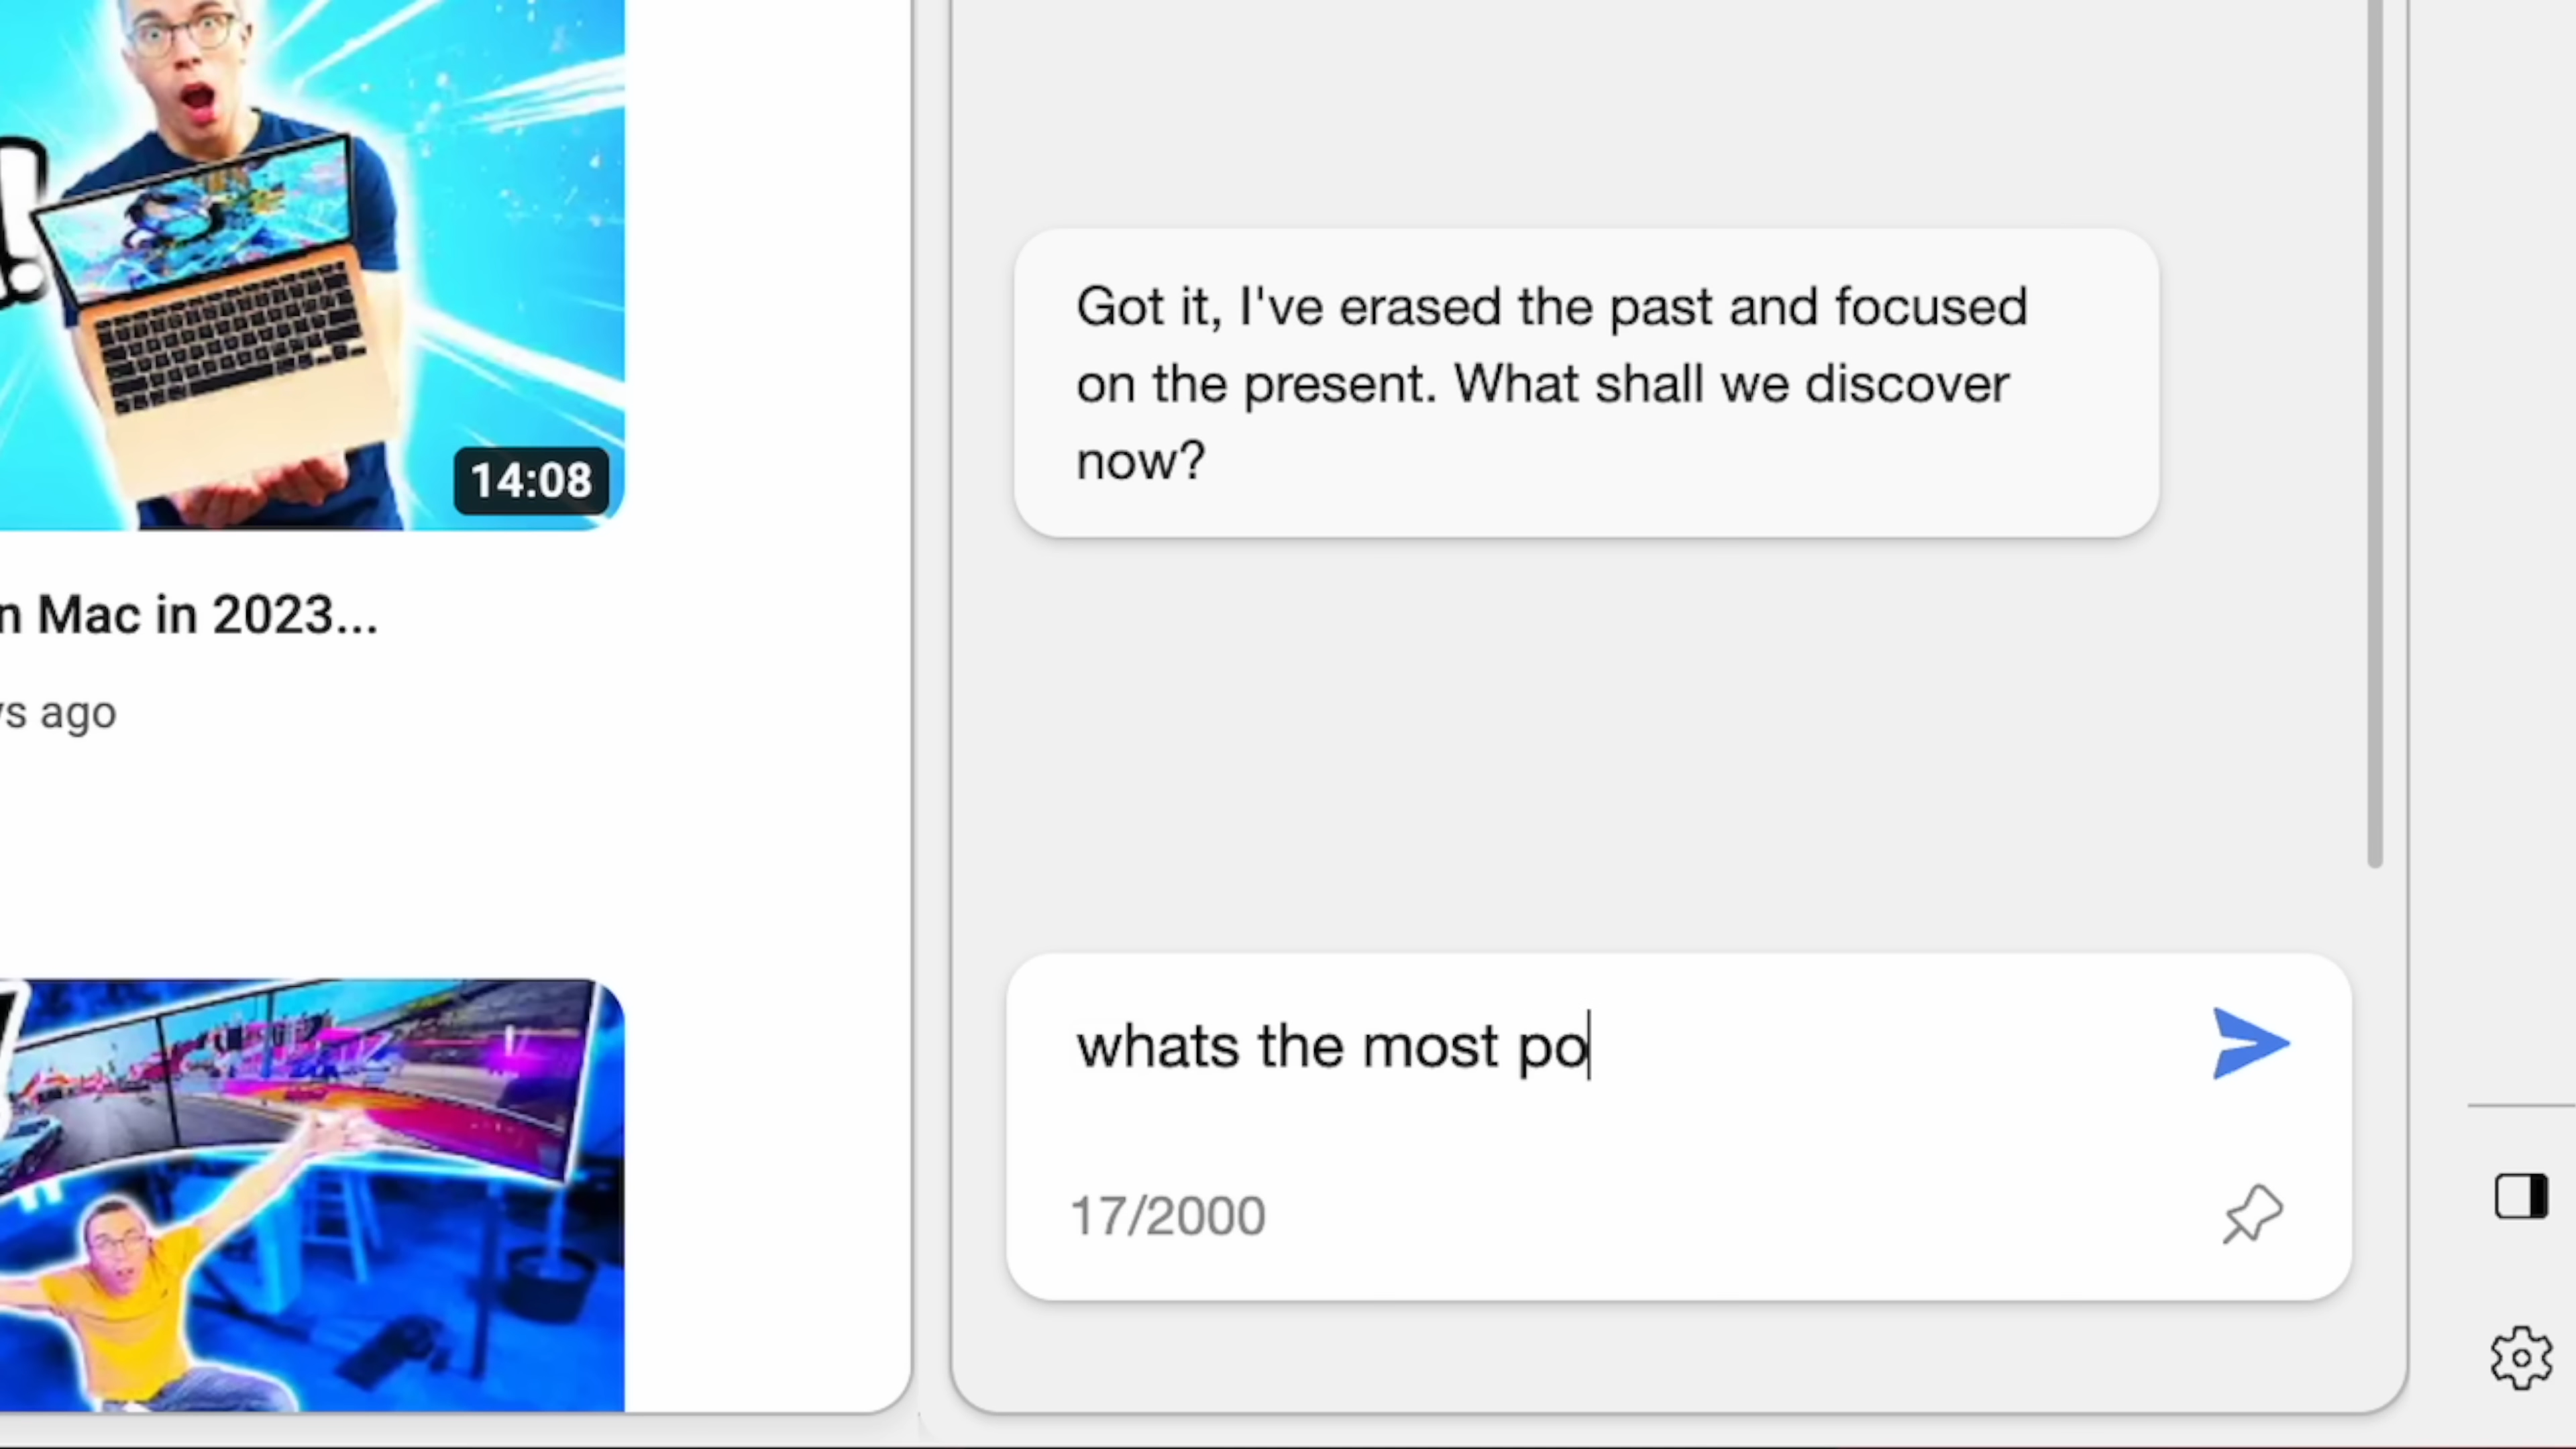 !
14:08
n Mac in 2023...
ys ago
Got it, I've erased the past and focused
on the present. What shall we discover
now?
whats the most po
17/2000